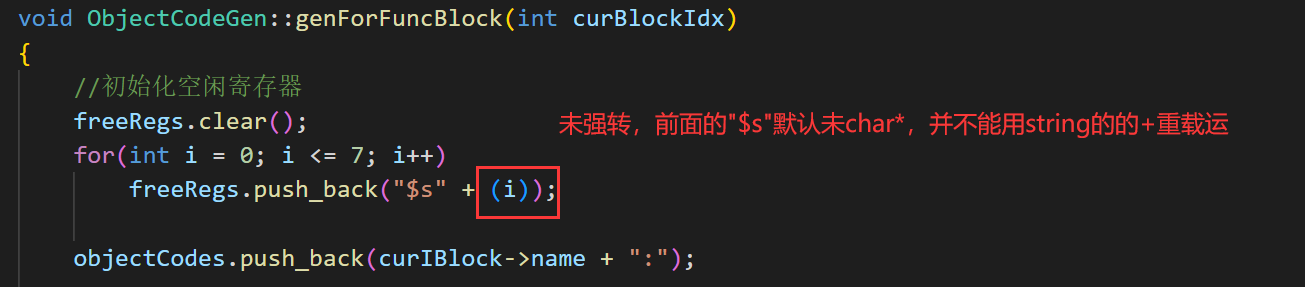 void ObjectCodeGen::genForFuncBlock(int curBlockIdx)
{
//初始化空闲寄存器
freeRegs.clear();
未强转，前面的"$s"默认未char*，并不能用string的的+重载运
for(int i = 0; i <= 7; i++)
freeRegs.push_back("$s" + (i));
objectCodes.push_back(curIBlock->name + ":");